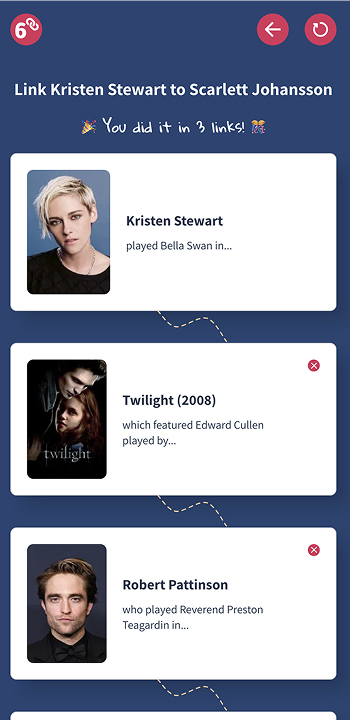 6
Link Kristen Stewart to Scarlett Johansson
You did it in 3 links!
Kristen Stewart
played Bella Swan in...
Twilight (2008)
which featured Edward Cullen
played by...
twilight
Robert Pattinson
who played Reverend Preston
Teagardin in...